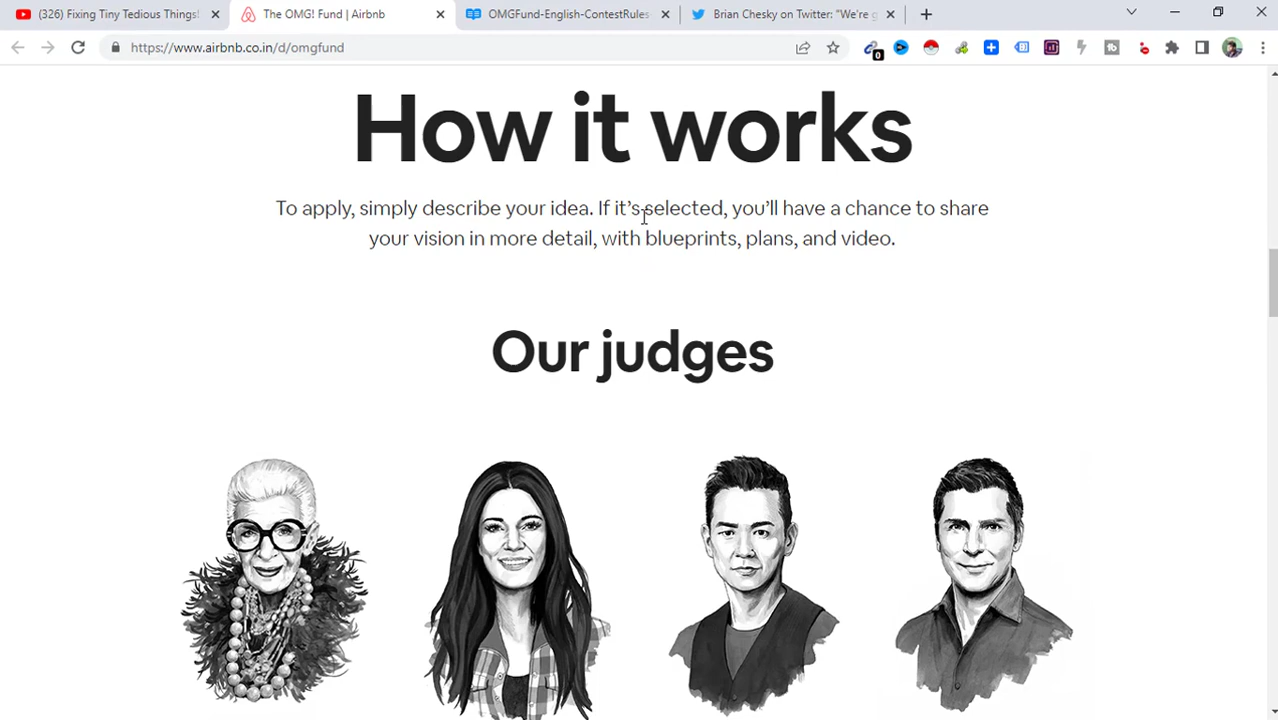 (326) Fixing Tiny Tedious Things!
The OMG! Fund | Airbnb
OMGFund-English-ContestRules
Brian Chesky on Twitter: "We're g
https://www.airbnb.co.in/d/omgfund
0
How it works
To apply, simply describe your idea. If it's selected, you'll have a chance to share
your vision in more detail, with blueprints, plans, and video.
Our judges